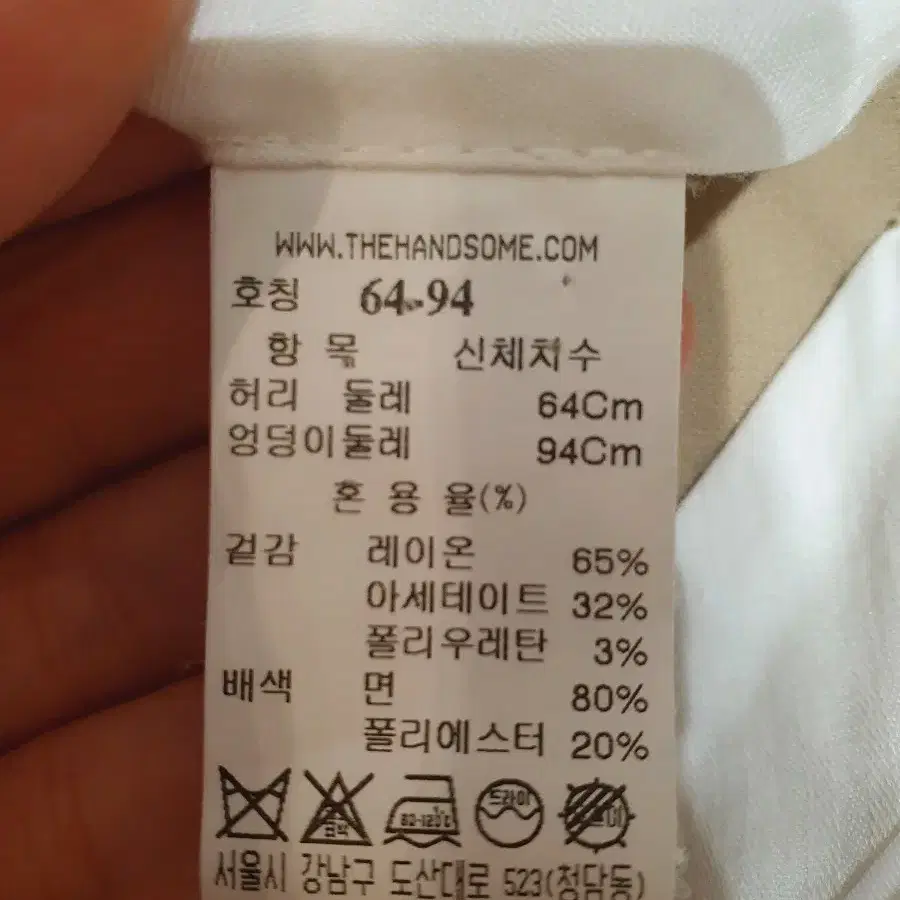 WWW.THEHANDSOME.COM
호칭 64-94
항 목 신체치수
허리 둘레 64Cm
엉덩이둘레 94Cm
혼 용 율(%)
겉감 레이온 65%
아세테이트 32%
폴리우레탄 3%
배색 면 80%
폴리에스터 20%
드라이
서울시 강남구 도산대로 523(청담동)